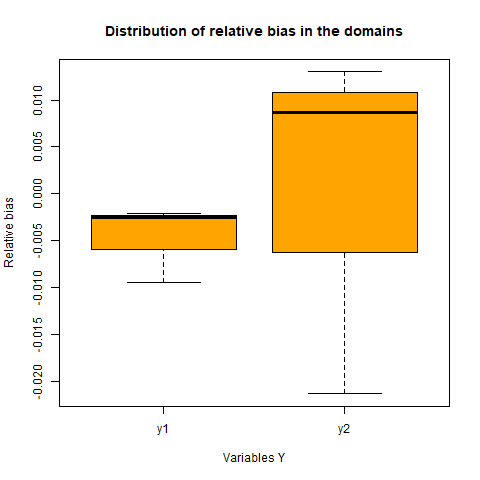 Distribution of relative bias in the domains
Relative bias
0.010
0.005
0.000
-0.005
-0.010
-0.015
-0.020
y1
y2
Variables Y